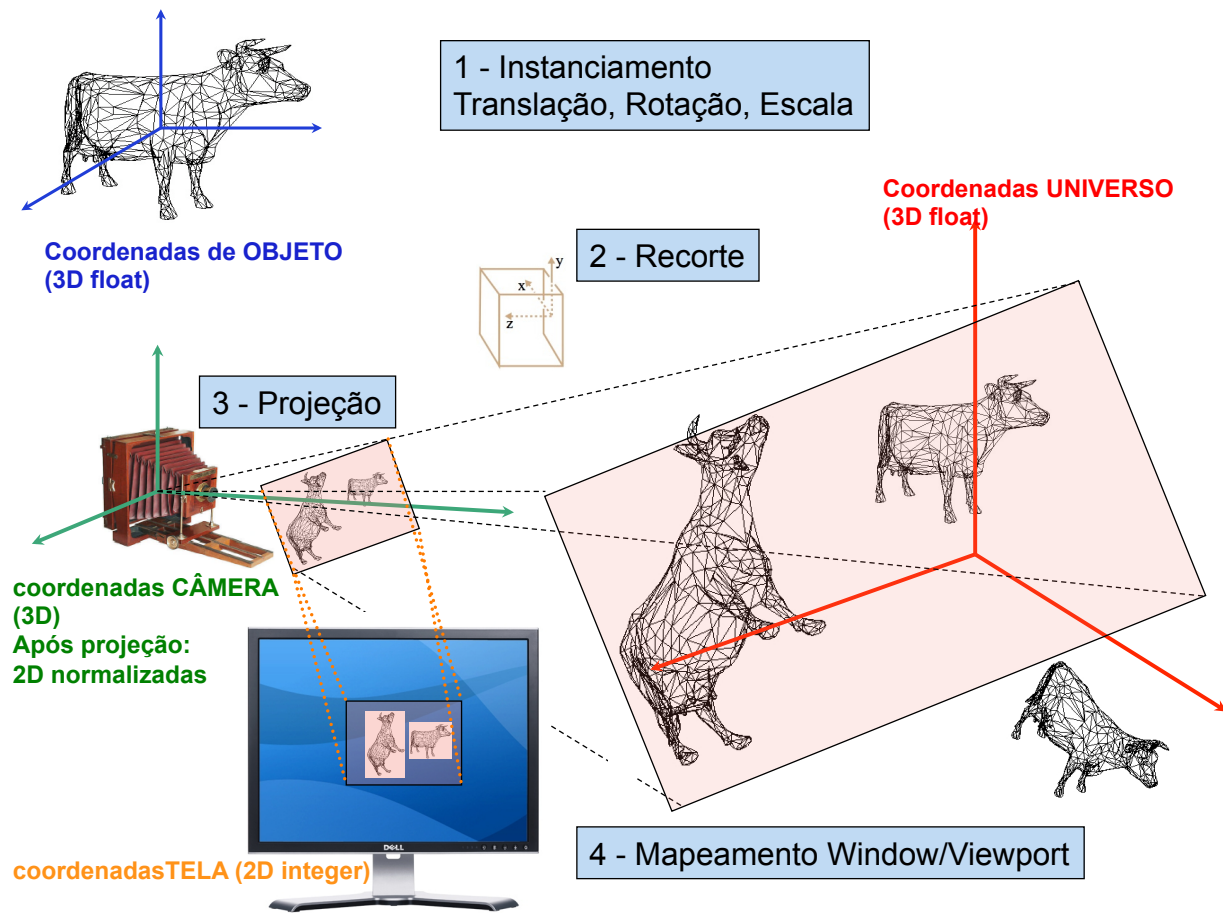 1 - Instanciamento
Translação, Rotação, Escala
Coordenadas UNIVERSO
(3D float)
Coordenadas de OBJETO
(3D float)
2 - Recorte
y
x
z
3 - Projeção
coordenadas CÂMERA
(3D)
Após projeção:
2D normalizadas
DELL
coordenadasTELA (2D integer)
4 - Mapeamento Window/Viewport